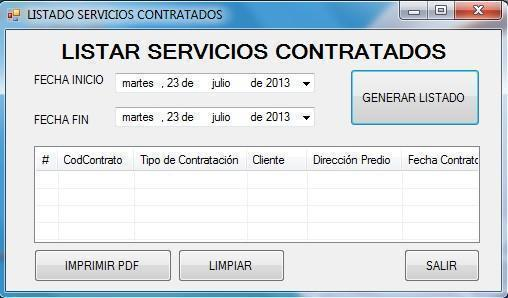 LISTADO SERVICIOS CONTRATADOS
LISTAR SERVICIOS CONTRATADOS
FECHA INICIO martes , 23 de julio de 2013
GENERAR LISTADO
FECHA FIN martes , 23 de julio de 2013
# CodContrato Tipo de Contratación Cliente Dirección Predio Fecha Contrato
IMPRIMIR PDF LIMPIAR SALIR